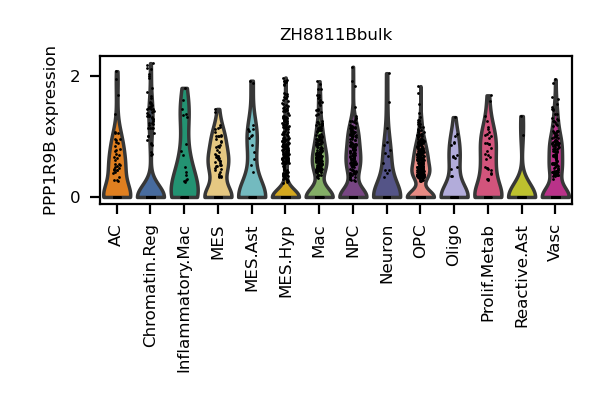 ZH8811Bbulk
PPP1R9B expression
2
0
AC
Chromatin.Reg
Inflammatory.Mac
MES
MES.Ast
MES.Hyp
Mac
NPC
Neuron
OPC
Oligo
Prolif.Metab
Reactive.Ast
Vasc